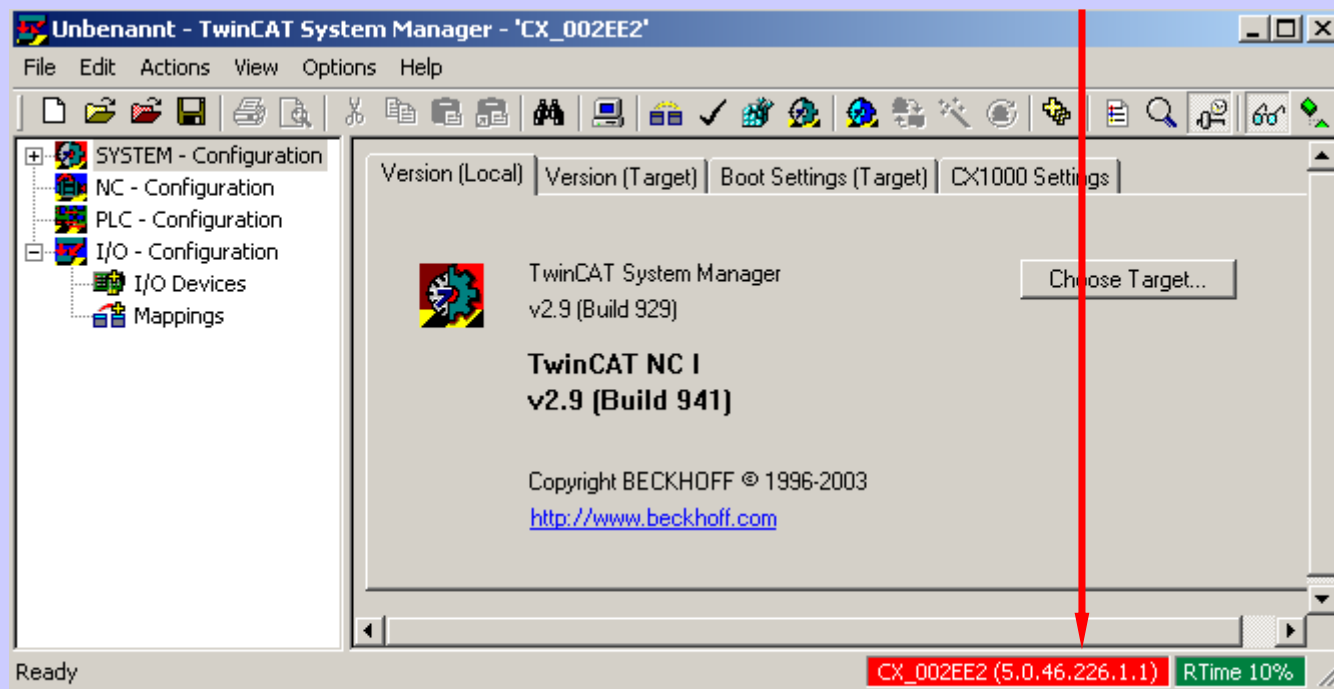 Unbenannt - TwinCAT System Manager - 'CX_002EE2'
File Edit Actions View Options Help
SYSTEM - Configuration
NC - Configuration
PLC - Configuration
I/O - Configuration
I/O Devices
Mappings
Version (Local) Version (Target) Boot Settings (Target) CX1000 Settings
TwinCAT System Manager
v2.9 (Build 929)
Choose Target...
TwinCAT NC I
v2.9 (Build 941)
Copyright BECKHOFF © 1996-2003
http://www.beckhoff.com
Ready CX_002EE2 (5.0.46.226.1.1) RTime 10%